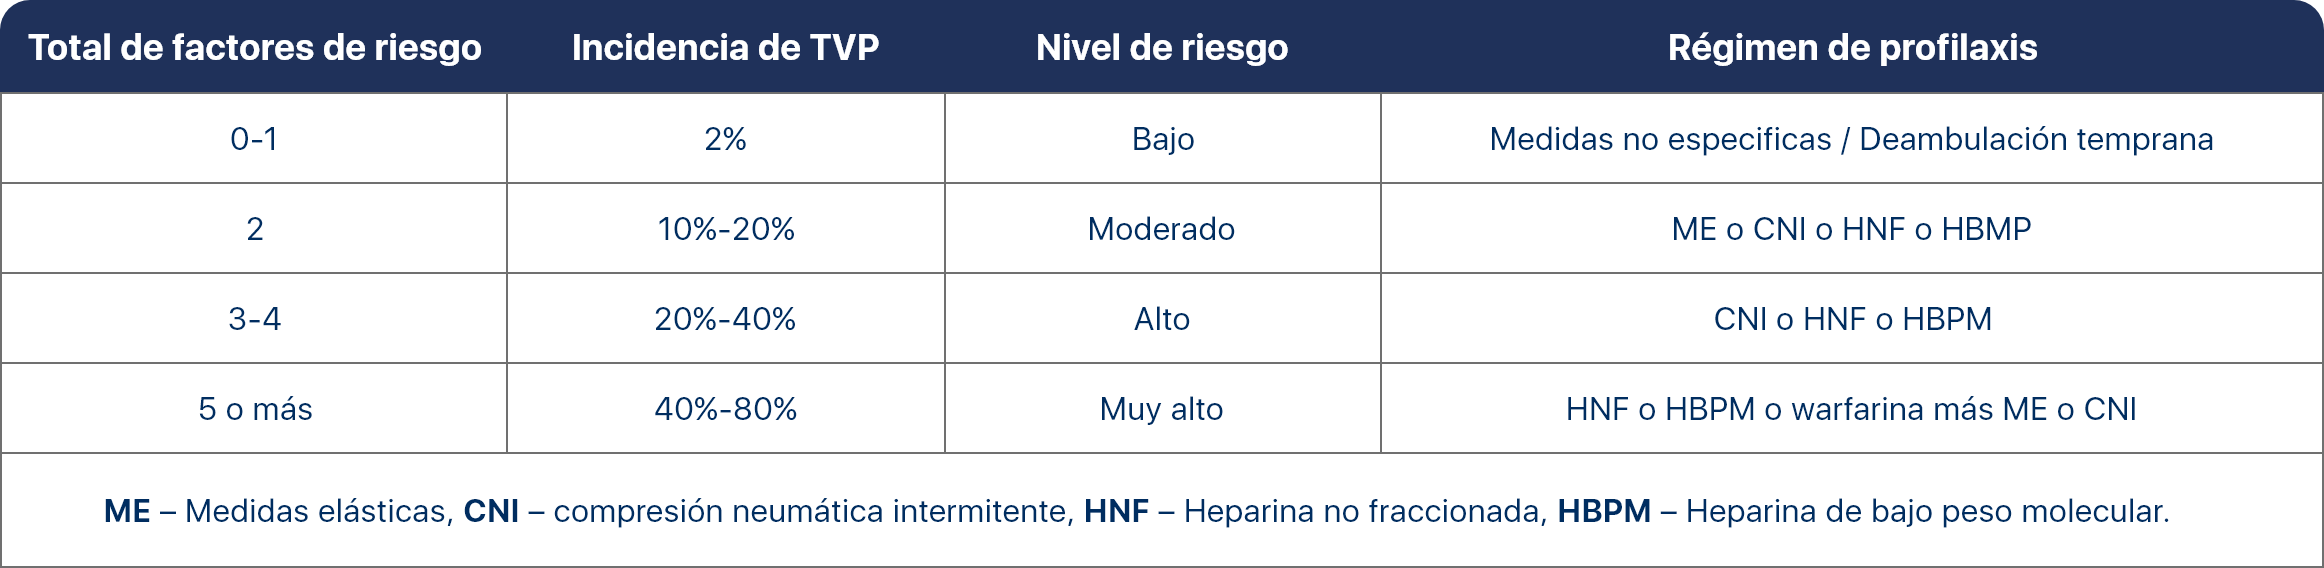 Total de factores de riesgo Incidencia de TVP Nivel de riesgo Régimen de profilaxis
0-1 2% Bajo Medidas no especificas / Deambulación temprana
2 10%-20% Moderado ME o CNI o HNF o HBMP
3-4 20%-40% Alto CNI o HNF o HBPM
5 o más 40%-80% Muy alto HNF o HBPM o warfarina más ME o CNI
ME – Medidas elásticas, CNI – compresión neumática intermitente, HNF – Heparina no fraccionada, HBPM – Heparina de bajo peso molecular.